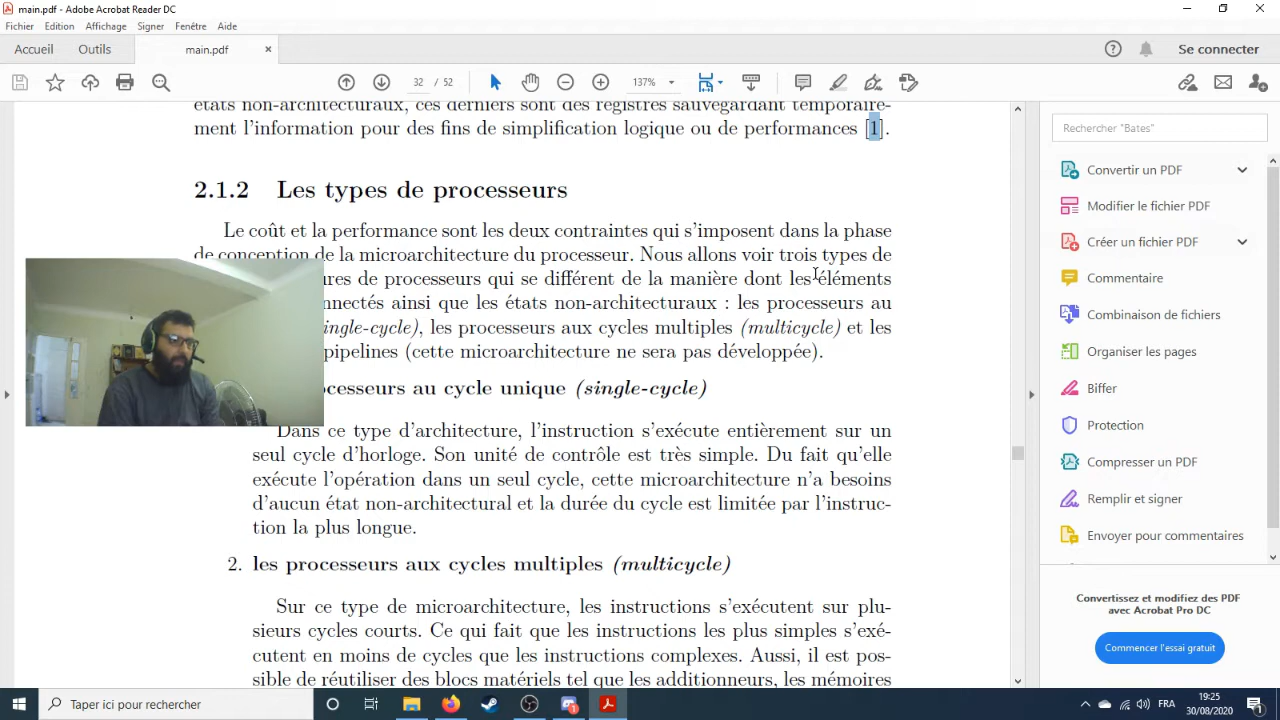 main.pdf - Adobe Acrobat Reader DC
Fichier Edition Affichage Signer Fenêtre Aide
Accueil Outils main.pdf × Se connecter
32 / 52 137%
états non-architecturaux, ces derniers sont des registres sauvegardant temporaire-
ment l'information pour des fins de simplification logique ou de performances [1].
2.1.2 Les types de processeurs
Le coût et la performance sont les deux contraintes qui s'imposent dans la phase
de conception de la microarchitecture du processeur. Nous allons voir trois types de
ures de processeurs qui se différent de la manière dont les éléments
nnectés ainsi que les états non-architecturaux : les processeurs au
ingle-cycle), les processeurs aux cycles multiples (multicycle) et les
pipelines (cette microarchitecture ne sera pas développée).
ocesseurs au cycle unique (single-cycle)
Dans ce type d'architecture, l'instruction s'exécute entièrement sur un
seul cycle d'horloge. Son unité de contrôle est très simple. Du fait qu'elle
exécute l'opération dans un seul cycle, cette microarchitecture n'a besoins
d'aucun état non-architectural et la durée du cycle est limitée par l'instruc-
tion la plus longue.
2. les processeurs aux cycles multiples (multicycle)
Sur ce type de microarchitecture, les instructions s'exécutent sur plu-
sieurs cycles courts. Ce qui fait que les instructions les plus simples s'exé-
cutent en moins de cycles que les instructions complexes. Aussi, il est pos-
sible de réutiliser des blocs matériels tel que les additionneurs, les mémoires
Rechercher "Bates"
Convertir un PDF
Modifier le fichier PDF
Créer un fichier PDF
Commentaire
Combinaison de fichiers
Organiser les pages
Biffer
Protection
Compresser un PDF
Remplir et signer
Envoyer pour commentaires
Convertissez et modifiez des PDF
avec Acrobat Pro DC
Commencer l'essai gratuit
Taper ici pour rechercher
FRA
19:25
30/08/2020